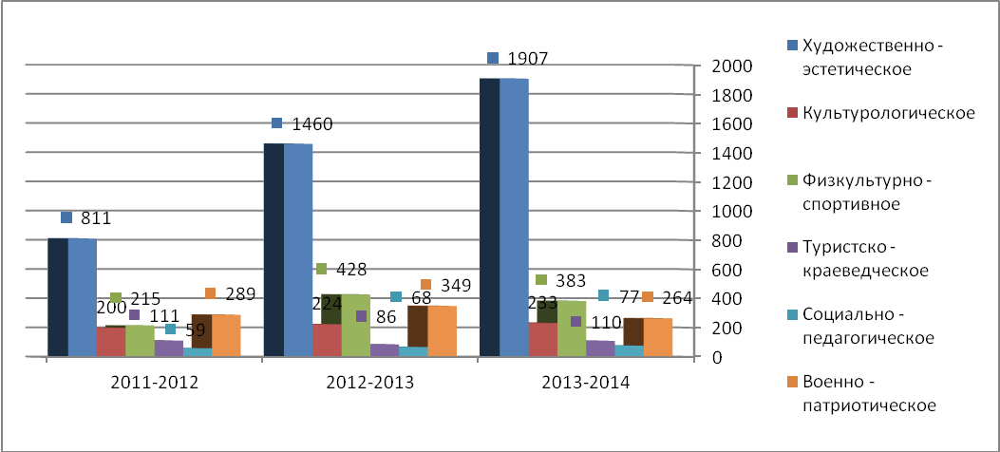 1907
1460
811
428
383
349
289
264
215
200
111
59
224
86
68
233
110
77
2000
1800
1600
1400
1200
1000
800
600
400
200
0
2011-2012
2012-2013
2013-2014
Художественно -
эстетическое
Культурологическое
Физкультурно -
спортивное
Туристско -
краеведческое
Социально -
педагогическое
Военно -
патриотическое